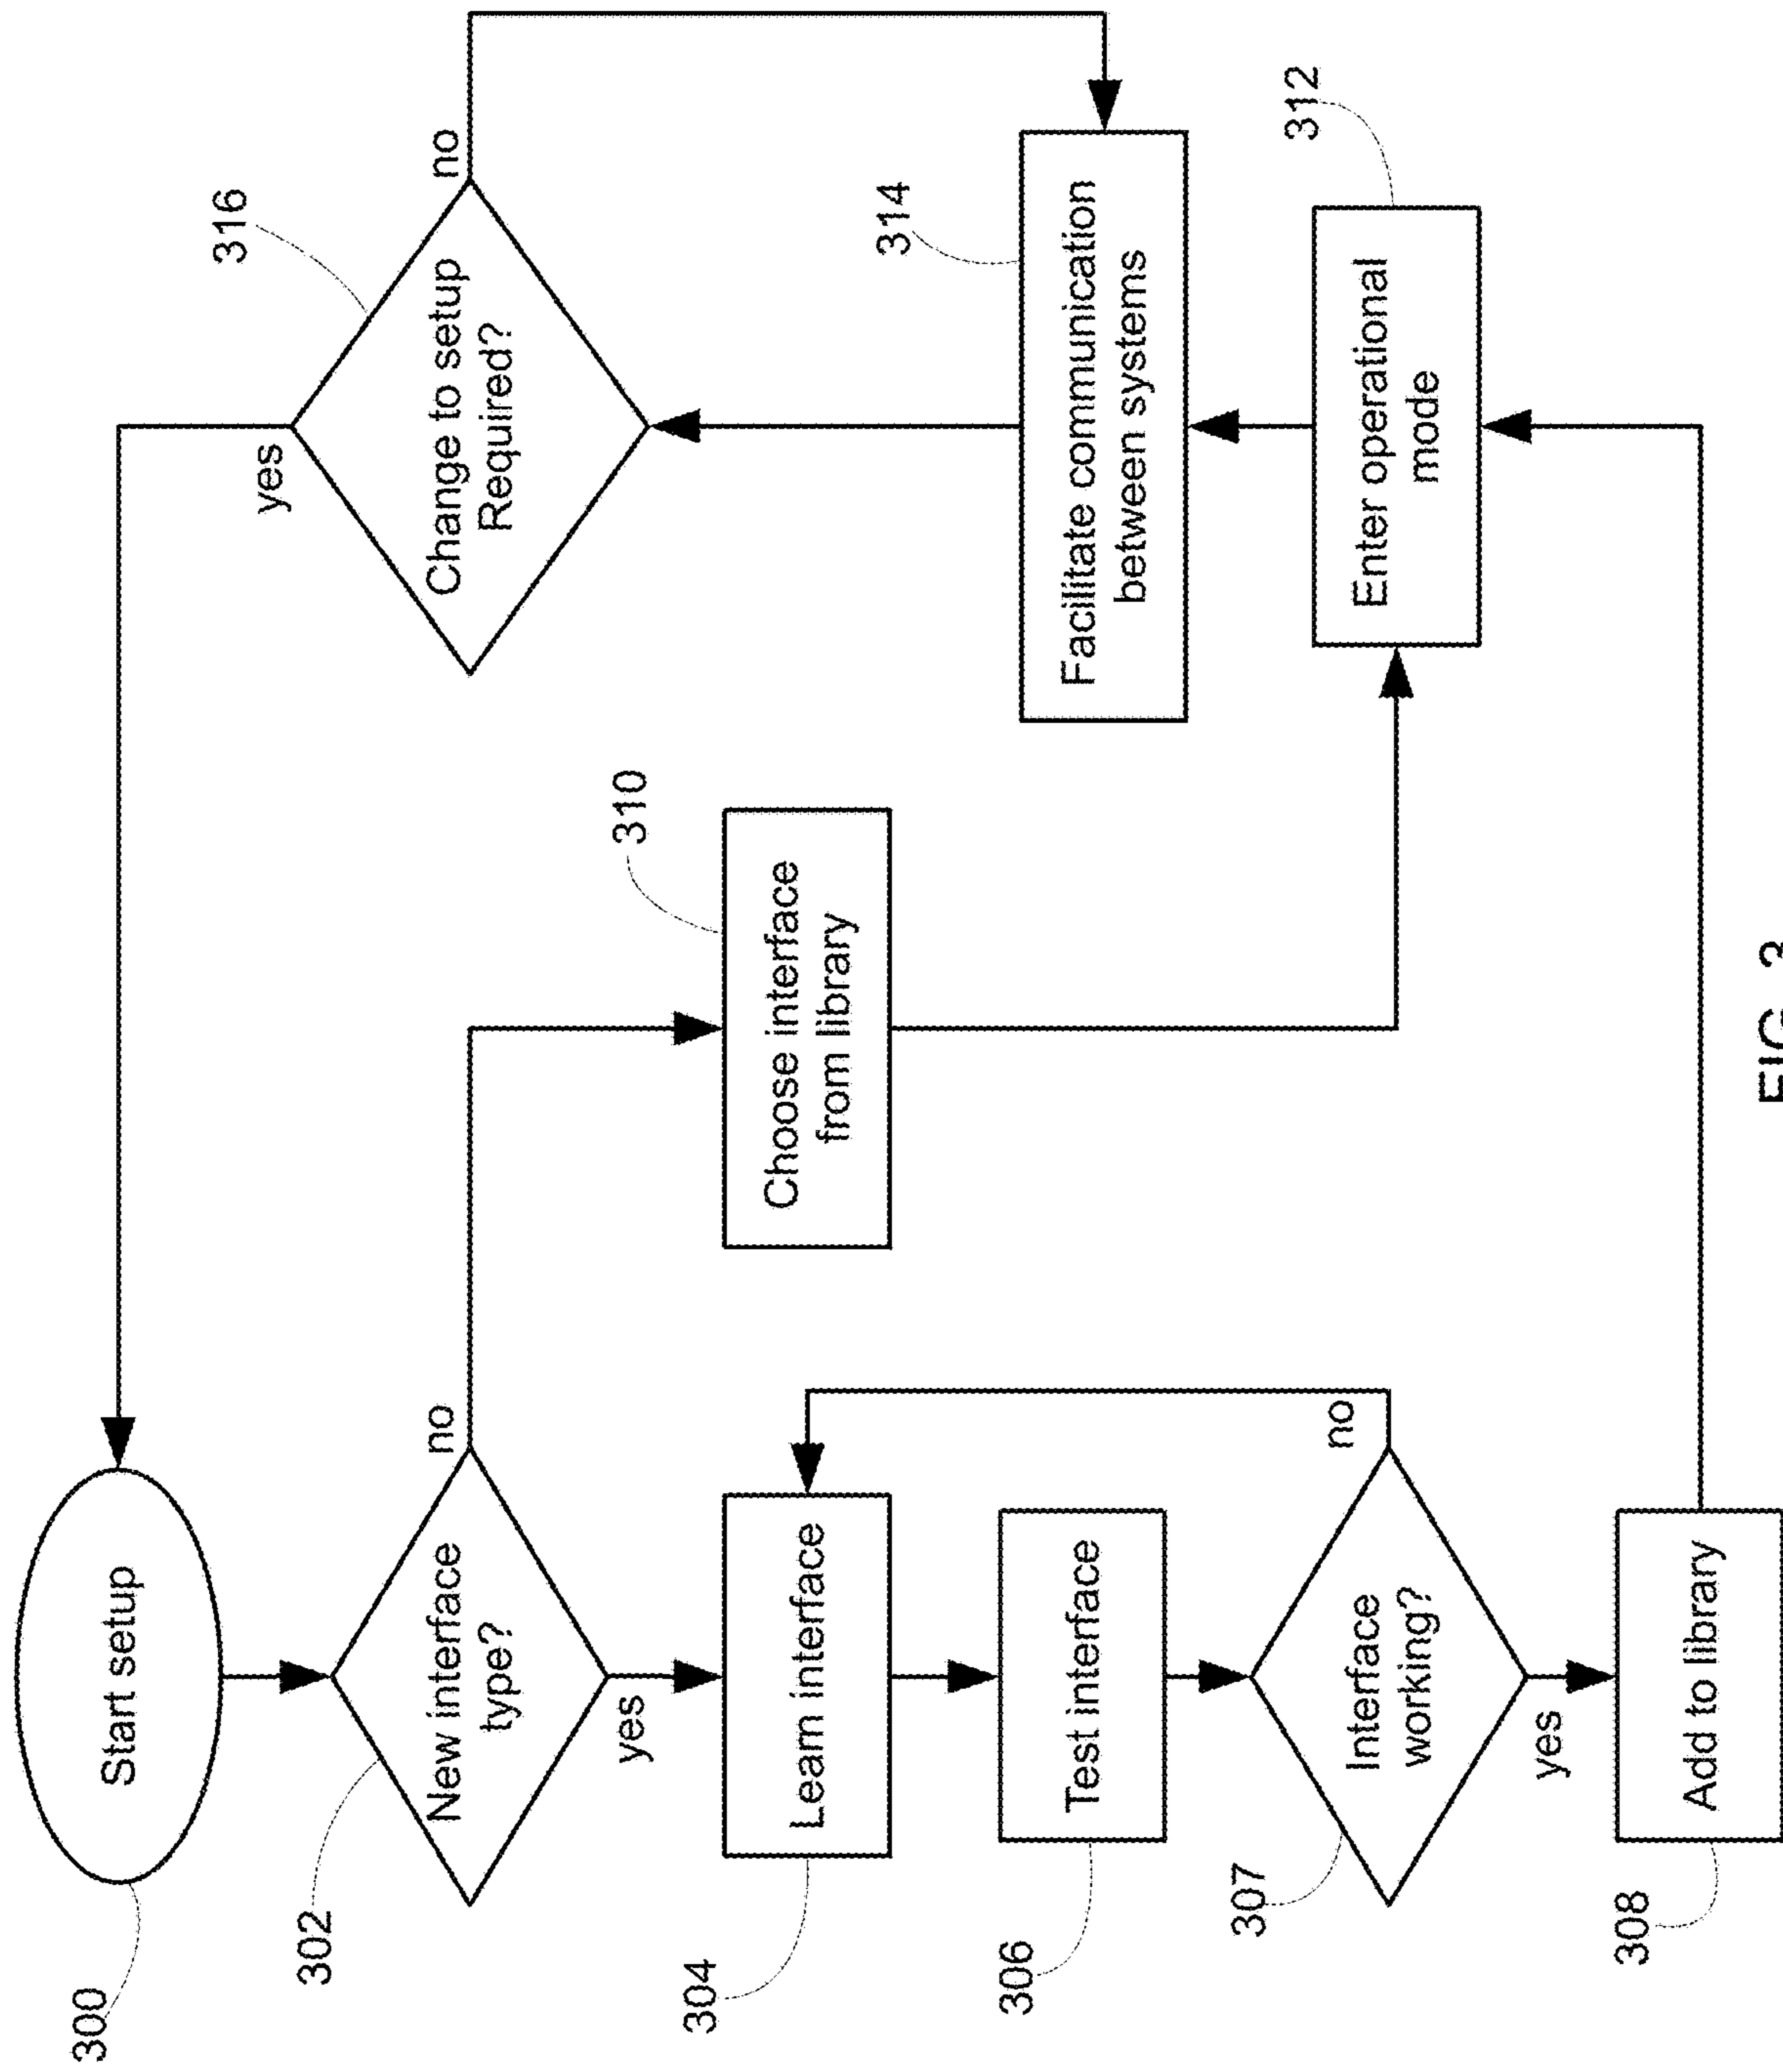 300
Start setup
302
New interface
type?
no
yes
304
Learn interface
306
Test interface
307
Interface
working?
no
yes
308
Add to library
310
Choose interface
from library
316
Change to setup
Required?
yes
no
314
Facilitate communication
between systems
312
Enter operational
mode